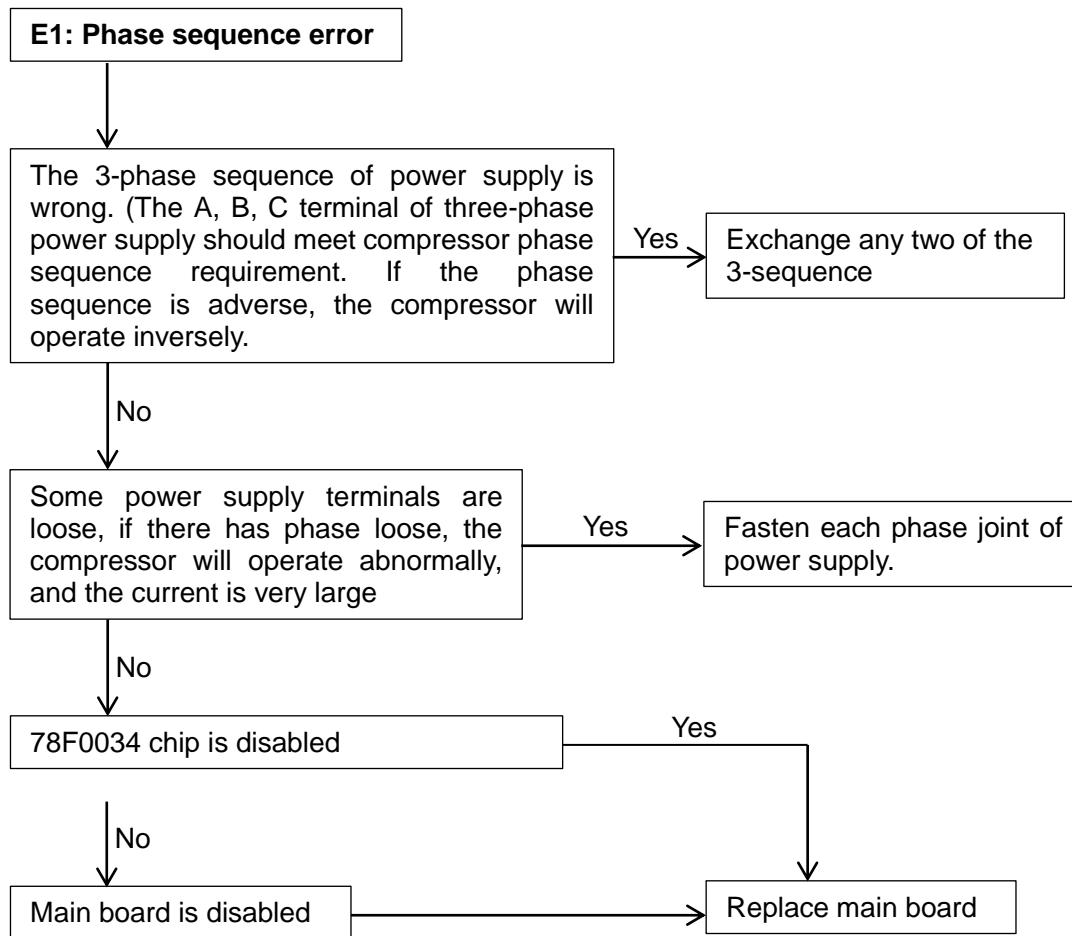 E1: Phase sequence error
The 3-phase sequence of power supply is
wrong. (The A, B, C terminal of three-phase
power supply should meet compressor phase
sequence requirement. If the phase
sequence is adverse, the compressor will
operate inversely.
Yes
Exchange any two of the
3-sequence
No
Some power supply terminals are
loose, if there has phase loose, the
compressor will operate abnormally,
and the current is very large
Yes
Fasten each phase joint of
power supply.
No
78F0034 chip is disabled
Yes
No
Main board is disabled
Replace main board